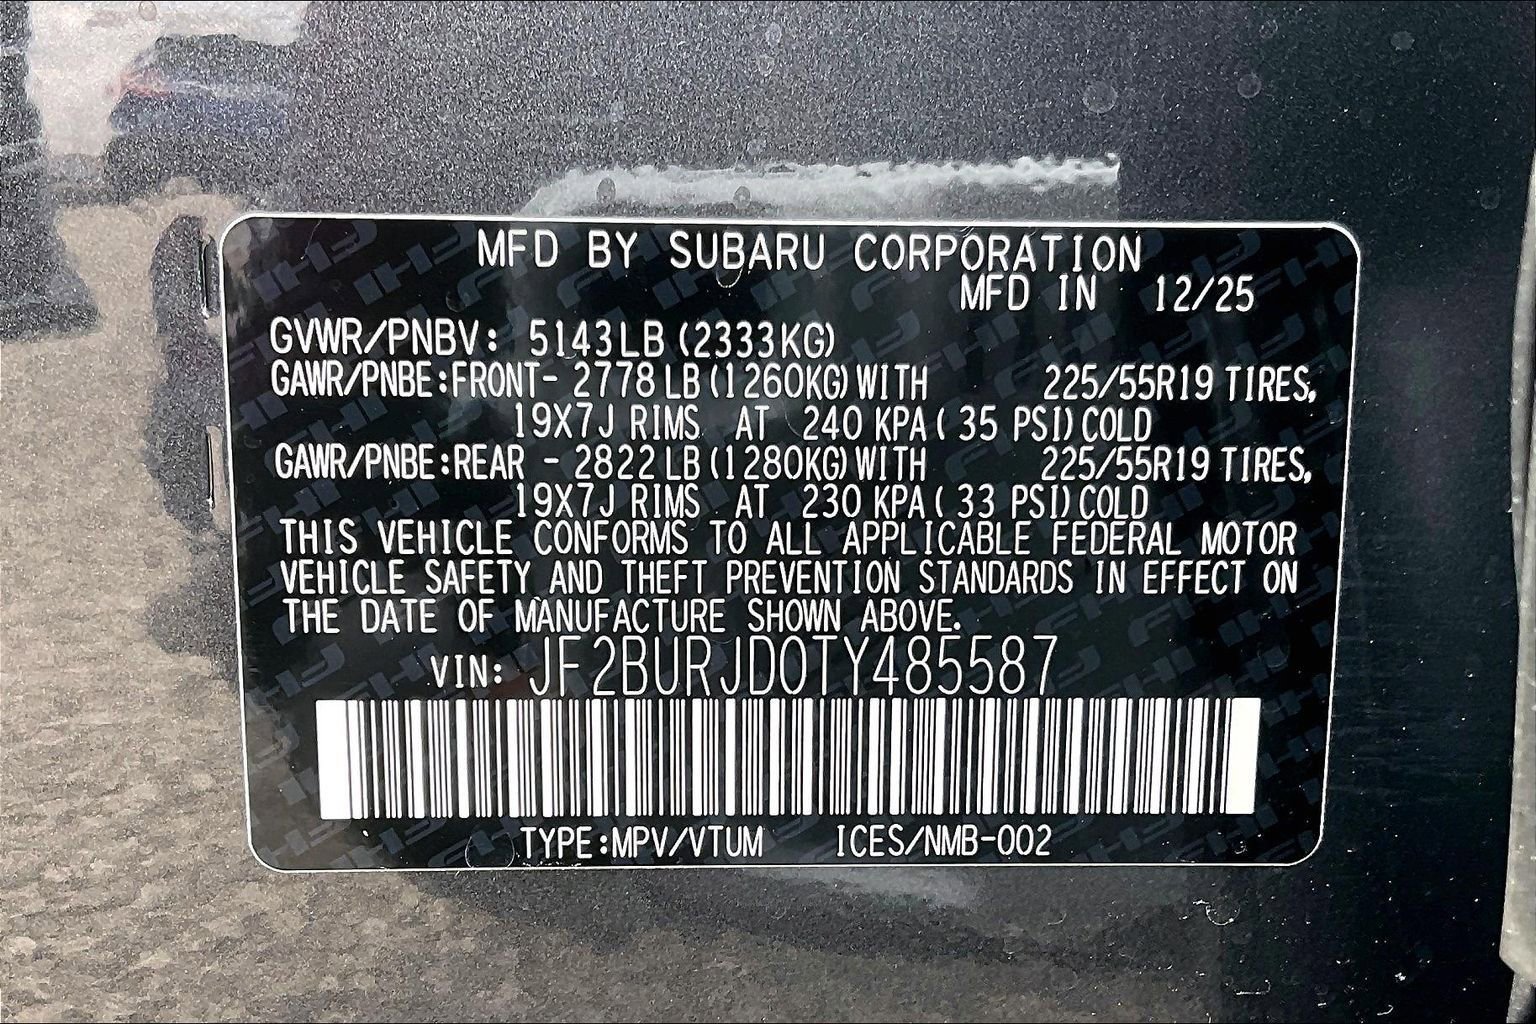 MFD BY SUBARU CORPORATION
MFD IN 12/25
GVWR/PNBV: 5143LB (2333KG)
GAWR/PNBE:FRONT- 2778 LB (1260KG) WITH 225/55R19 TIRES,
19X7J RIMS AT 240 KPA ( 35 PSI) COLD
GAWR/PNBE:REAR - 2822 LB (1280KG) WITH 225/55R19 TIRES,
19X7J RIMS AT 230 KPA ( 33 PSI) COLD
THIS VEHICLE CONFORMS TO ALL APPLICABLE FEDERAL MOTOR
VEHICLE SAFETY AND THEFT PREVENTION STANDARDS IN EFFECT ON
THE DATE OF MANUFACTURE SHOWN ABOVE.
VIN: JF2BURJD0TY485587
TYPE:MPV/VTUM ICES/NMB-002